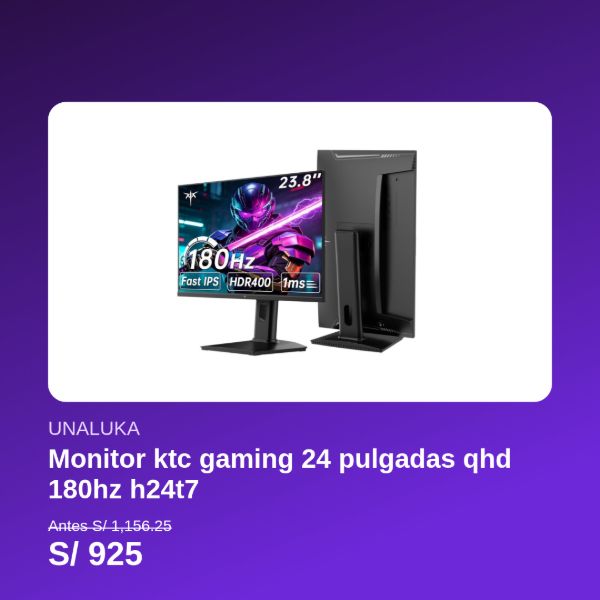 23.8"
180Hz
Fast IPS HDR400 1ms
UNALUKA
Monitor ktc gaming 24 pulgadas qhd
180hz h24t7
Antes S/ 1,156.25
S/ 925